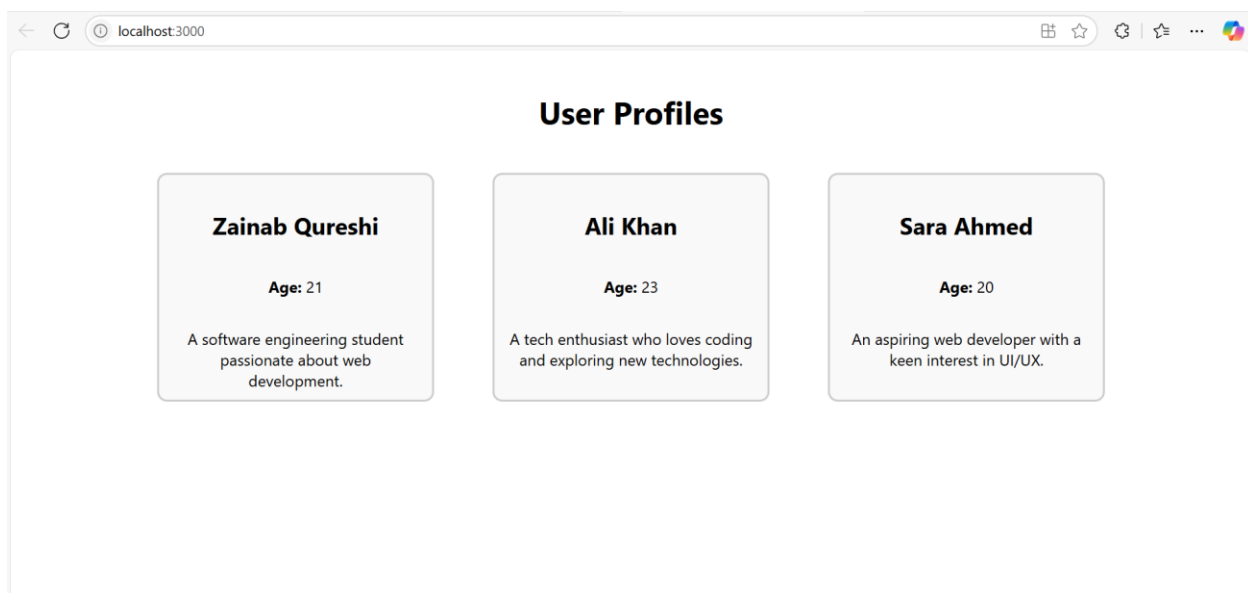 localhost:3000
User Profiles
Zainab Qureshi
Age: 21
A software engineering student
passionate about web
development.
Ali Khan
Age: 23
A tech enthusiast who loves coding
and exploring new technologies.
Sara Ahmed
Age: 20
An aspiring web developer with a
keen interest in UI/UX.